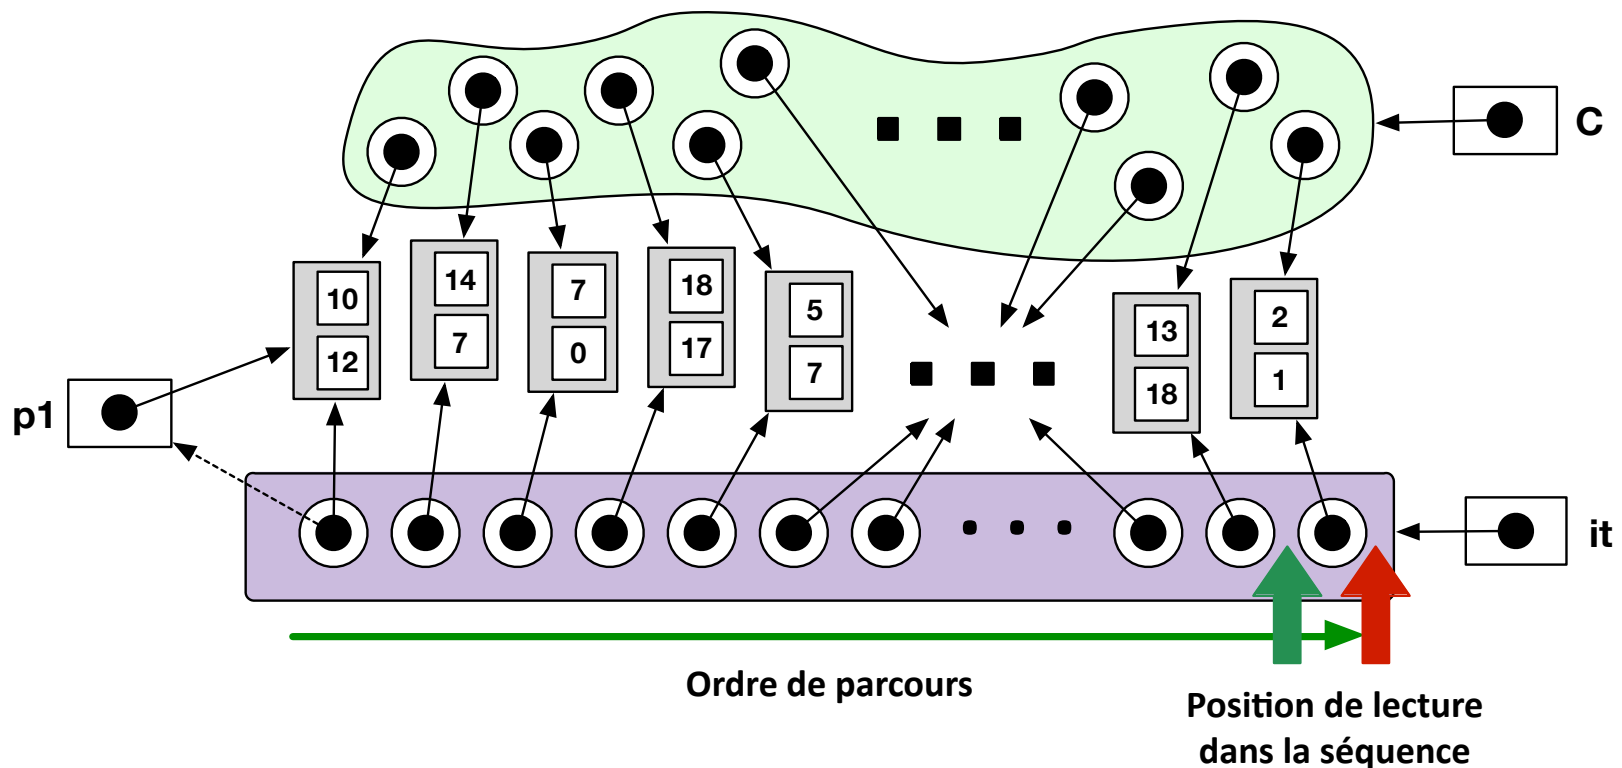 C
10
12
14
7
7
0
18
17
5
7
13
18
2
1
p1
it
Ordre de parcours
Position de lecture
dans la séquence